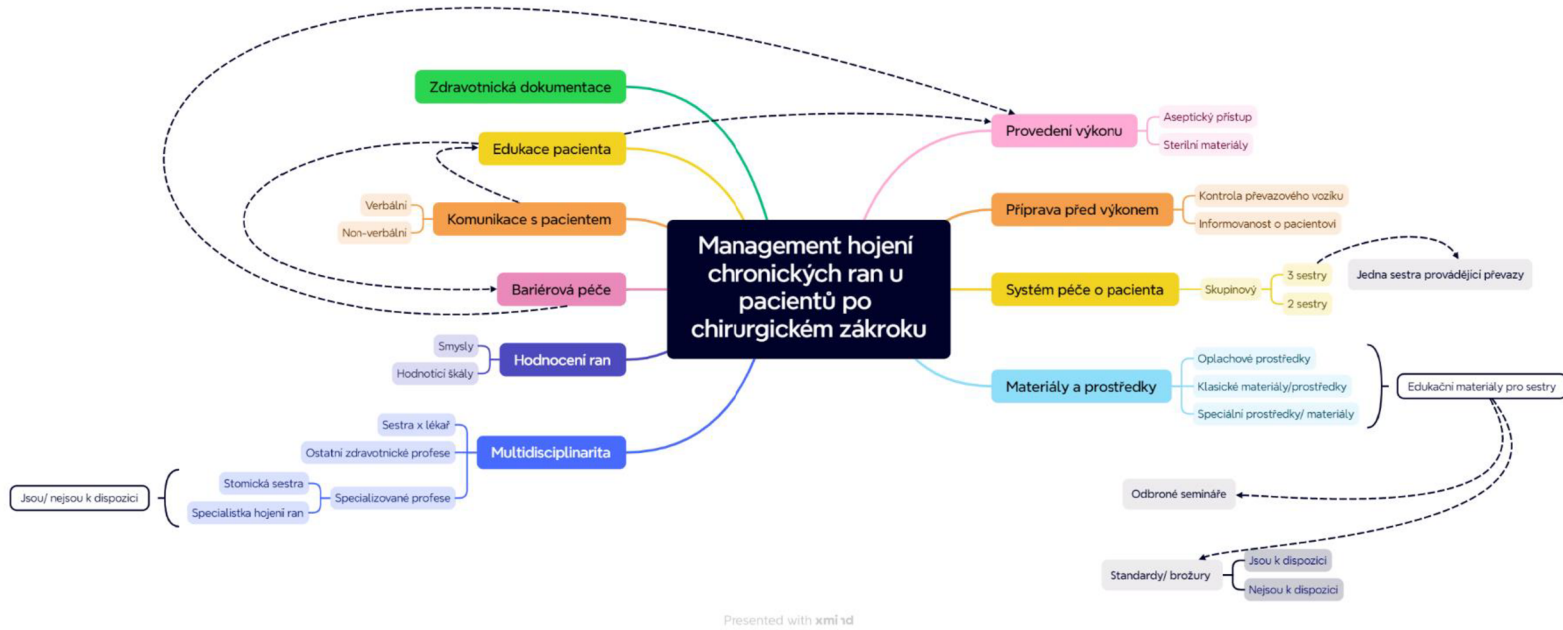 Zdravotnická dokumentace
Edukace pacienta
Komunikace s pacientem
Verbální
Non-verbální
Bariérová péče
Hodnocení ran
Smysly
Hodnotící škály
Multidisciplinarita
Sestra x lékař
Ostatní zdravotnické profese
Specializované profese
Stomická sestra
Specialistka hojení ran
Jsou/ nejsou k dispozici
Management hojení
chronických ran u
pacientů po
chirurgickém zákroku
Provedení výkonu
Aseptický přístup
Sterilní materiály
Příprava před výkonem
Kontrola převazového vozíku
Informovanost o pacientovi
Systém péče o pacienta
Skupinový
3 sestry
2 sestry
Jedna sestra provádějící převazy
Materiály a prostředky
Oplachové prostředky
Klasické materiály/prostředky
Speciální prostředky/ materiály
Edukační materiály pro sestry
Odbroné semináře
Standardy/ brožury
Jsou k dispozici
Nejsou k dispozici
Presented with xmind